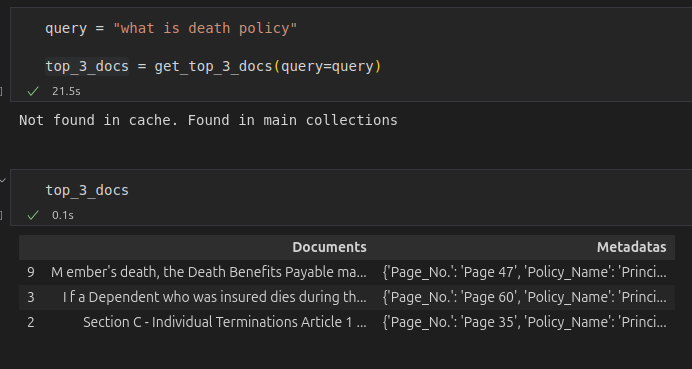 query = "what is death policy"
top_3_docs = get_top_3_docs(query=query)
] ✓ 21.5s
Not found in cache. Found in main collections
top_3_docs
] ✓ 0.1s
Documents Metadatas
9 M ember's death, the Death Benefits Payable ma... {'Page_No.': 'Page 47', 'Policy_Name': 'Princi...
3 I f a Dependent who was insured dies during th... {'Page_No.': 'Page 60', 'Policy_Name': 'Princi...
2 Section C - Individual Terminations Article 1 ... {'Page_No.': 'Page 35', 'Policy_Name': 'Princi...